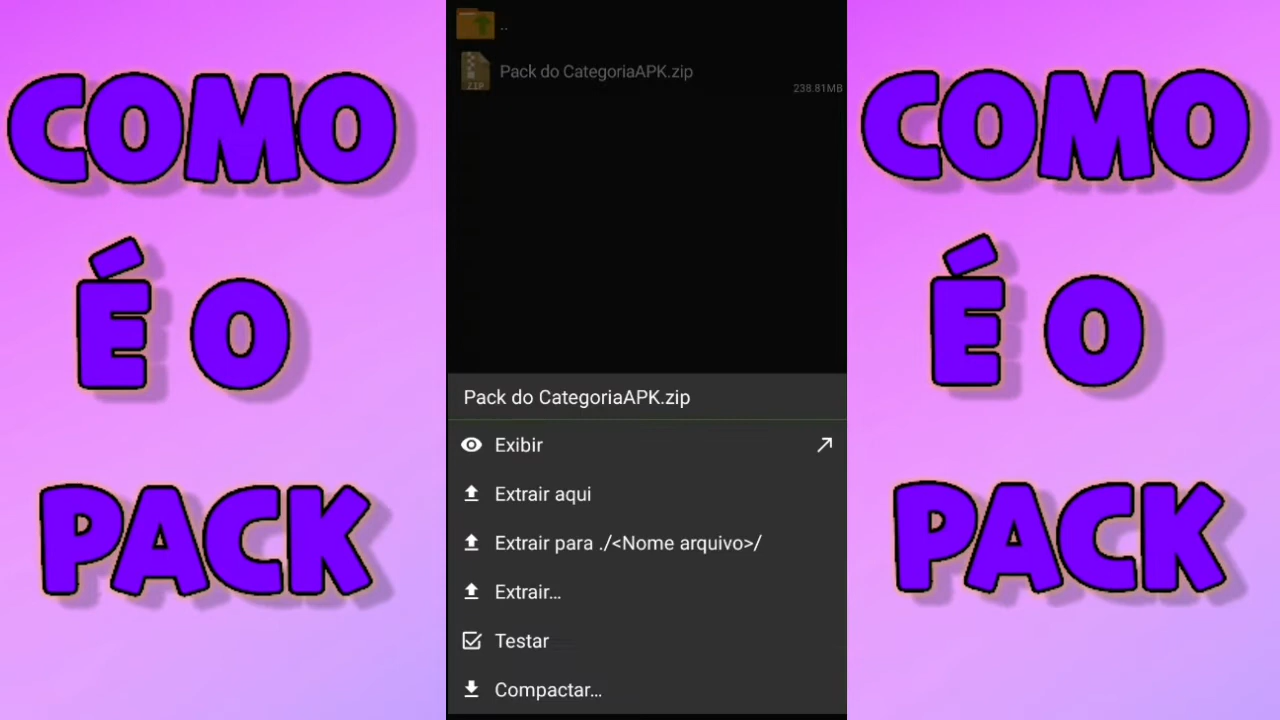 COMO
É O
PACK
..
Pack do CategoriaAPK.zip
ZIP
238.81MB
Pack do CategoriaAPK.zip
Exibir
Extrair aqui
Extrair para ./<Nome arquivo>/
Extrair...
Testar
Compactar...
COMO
É O
PACK